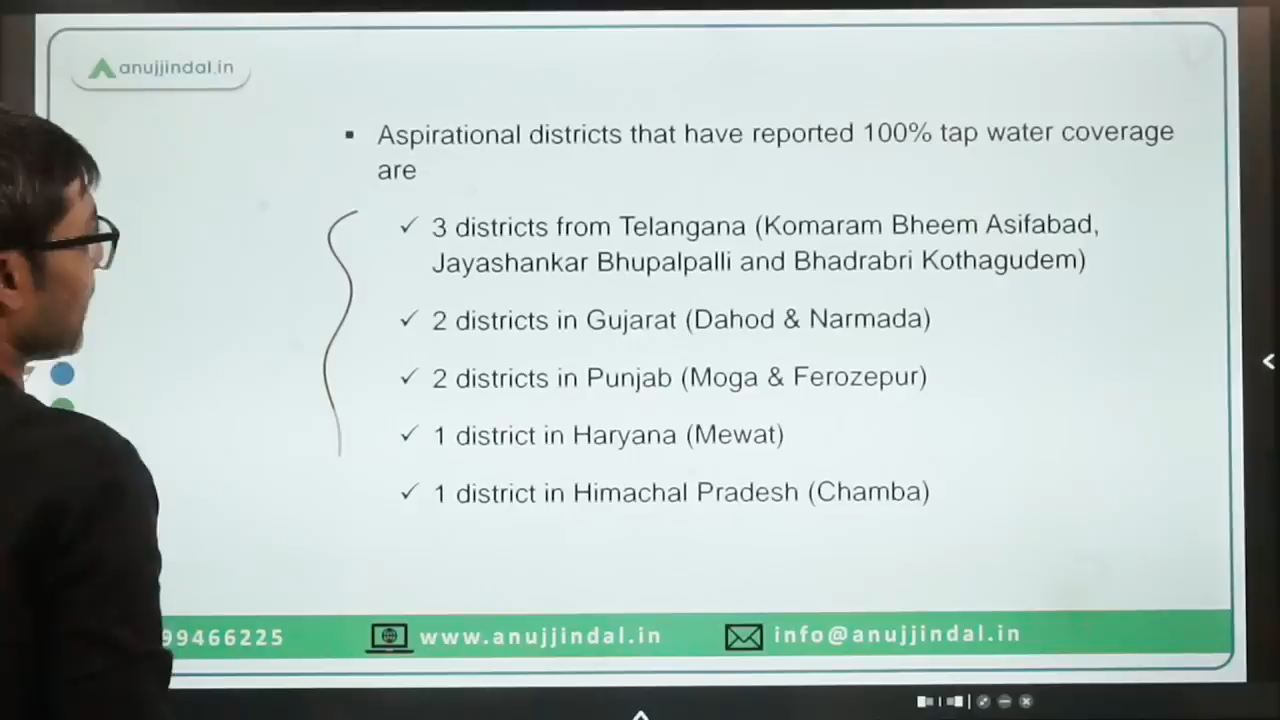 anujjindal.in
▪ Aspirational districts that have reported 100% tap water coverage
are
✓ 3 districts from Telangana (Komaram Bheem Asifabad,
Jayashankar Bhupalpalli and Bhadrabri Kothagudem)
✓ 2 districts in Gujarat (Dahod & Narmada)
✓ 2 districts in Punjab (Moga & Ferozepur)
✓ 1 district in Haryana (Mewat)
✓ 1 district in Himachal Pradesh (Chamba)
99466225 www.anujjindal.in info@anujjindal.in